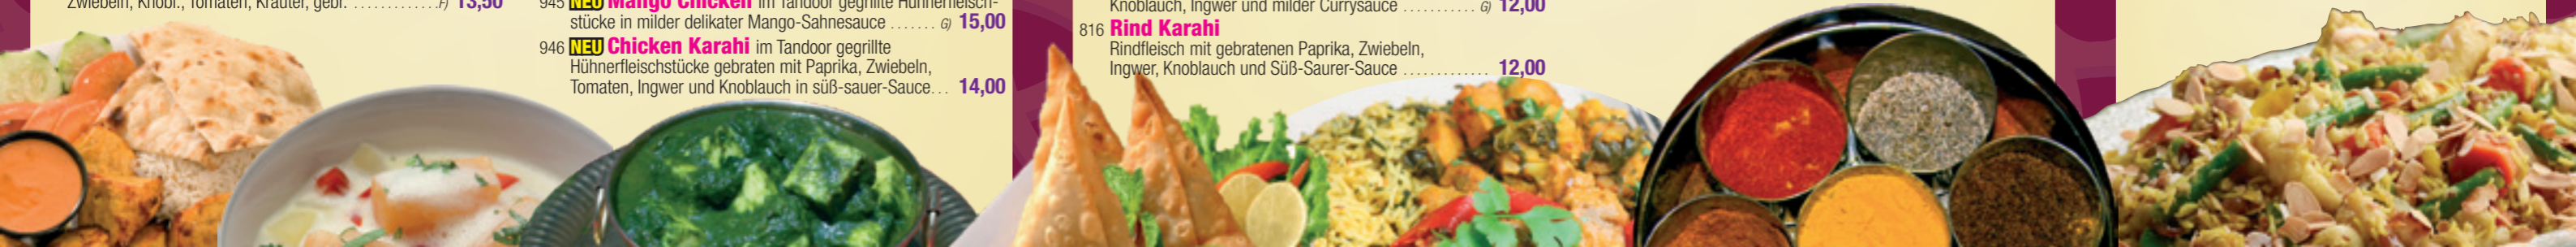 Zwiebeln, Knobl., Tomaten, Kräuter, gebr. .............F) 13,50
945 NEU Mango Chicken im Tandoor gegrillte Hühnerfleisch-
stücke in milder delikater Mango-Sahnesauce ....... G) 15,00
946 NEU Chicken Karahi im Tandoor gegrillte
Hühnerfleischstücke gebraten mit Paprika, Zwiebeln,
Tomaten, Ingwer und Knoblauch in süß-sauer-Sauce... 14,00
Knoblauch, Ingwer und milder Currysauce ........... G) 12,00
816 Rind Karahi
Rindfleisch mit gebratenen Paprika, Zwiebeln,
Ingwer, Knoblauch und Süß-Saurer-Sauce ............. 12,00